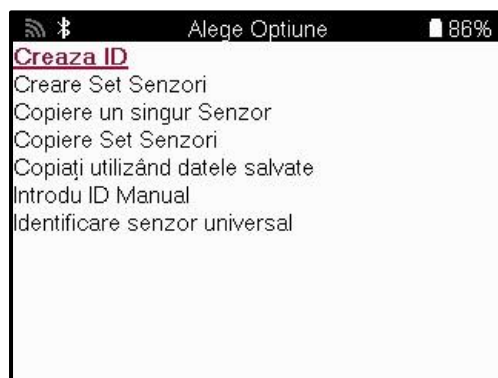 Alege Optiune 86%
Creaza ID
Creare Set Senzori
Copiere un singur Senzor
Copiere Set Senzori
Copiați utilizând datele salvate
Introdu ID Manual
Identificare senzor universal